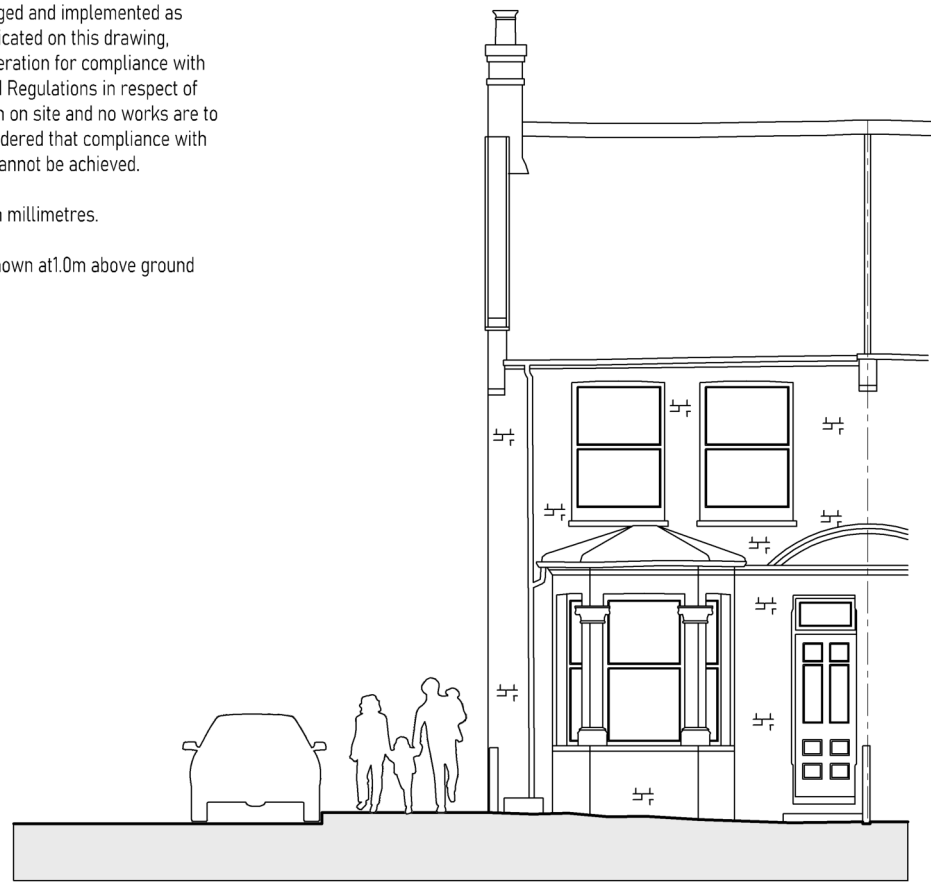 ged and implemented as
icated on this drawing,
eration for compliance with
Regulations in respect of
on site and no works are to
dered that compliance with
annot be achieved.
millimetres.
own at1.0m above ground